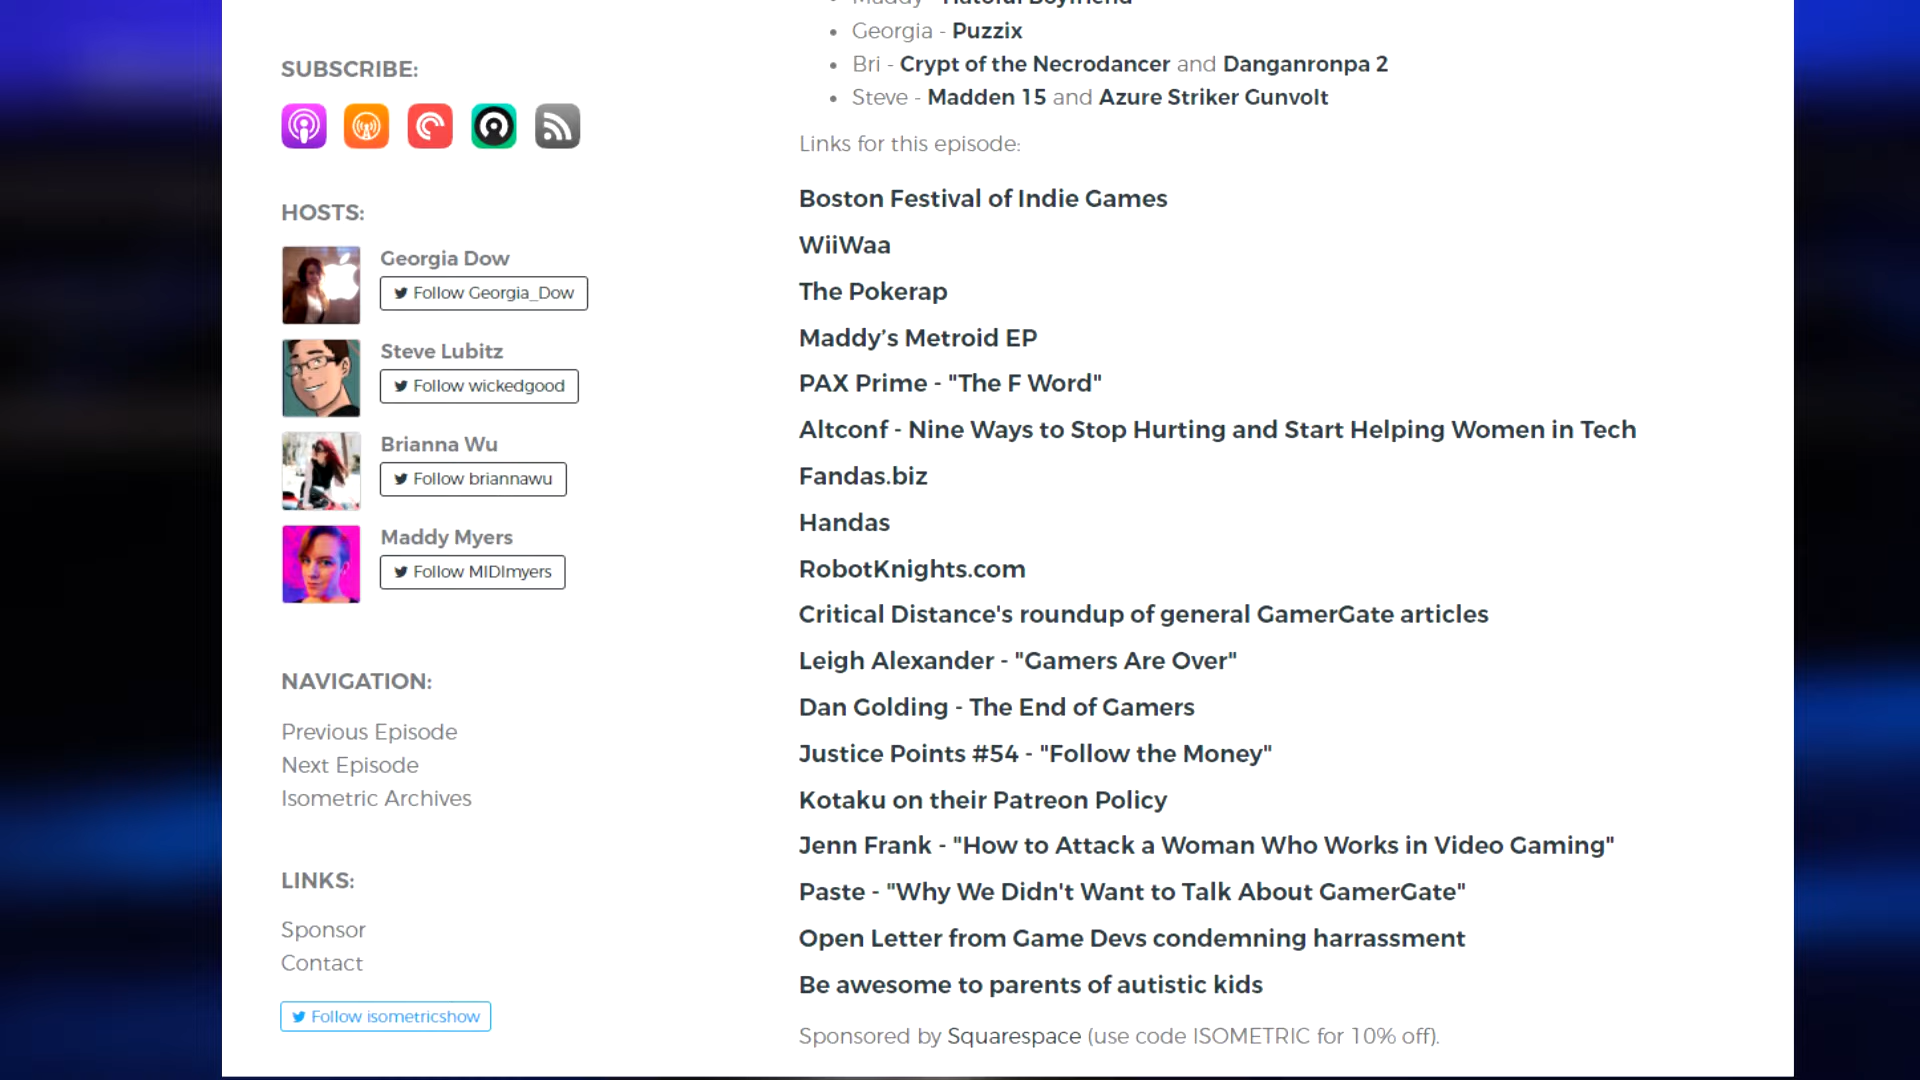 SUBSCRIBE:
HOSTS:
Georgia Dow
Follow Georgia_Dow
Steve Lubitz
Follow wickedgood
Brianna Wu
Follow briannawu
Maddy Myers
Follow MIDImyers
NAVIGATION:
Previous Episode
Next Episode
Isometric Archives
LINKS:
Sponsor
Contact
Follow isometricshow
Maddy - Hatoful Boyfriend
Georgia - Puzzix
Bri - Crypt of the Necrodancer and Danganronpa 2
Steve - Madden 15 and Azure Striker Gunvolt
Links for this episode:
Boston Festival of Indie Games
WiiWaa
The Pokerap
Maddy’s Metroid EP
PAX Prime - "The F Word"
Altconf - Nine Ways to Stop Hurting and Start Helping Women in Tech
Fandas.biz
Handas
RobotKnights.com
Critical Distance's roundup of general GamerGate articles
Leigh Alexander - "Gamers Are Over"
Dan Golding - The End of Gamers
Justice Points #54 - "Follow the Money"
Kotaku on their Patreon Policy
Jenn Frank - "How to Attack a Woman Who Works in Video Gaming"
Paste - "Why We Didn't Want to Talk About GamerGate"
Open Letter from Game Devs condemning harrassment
Be awesome to parents of autistic kids
Sponsored by Squarespace (use code ISOMETRIC for 10% off).